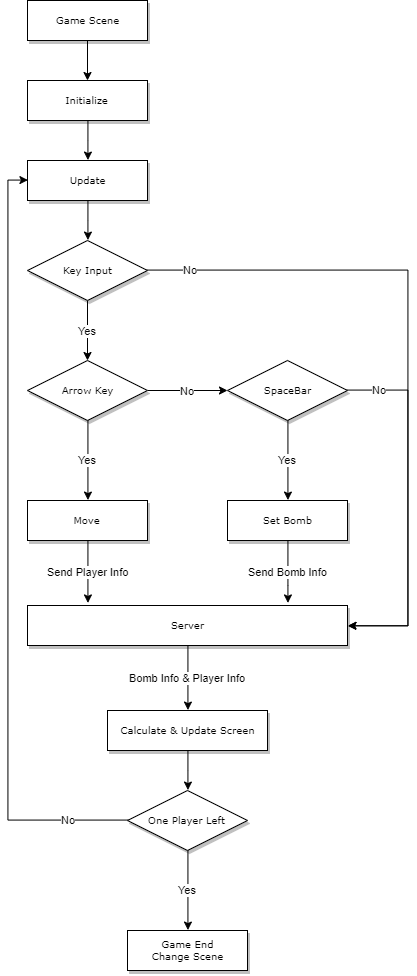 Game Scene
Initialize
Update
Key Input
No
Yes
Arrow Key
No
SpaceBar
No
Yes
Yes
Move
Set Bomb
Send Player Info
Send Bomb Info
Server
Bomb Info & Player Info
Calculate & Update Screen
One Player Left
No
Yes
Game End
Change Scene